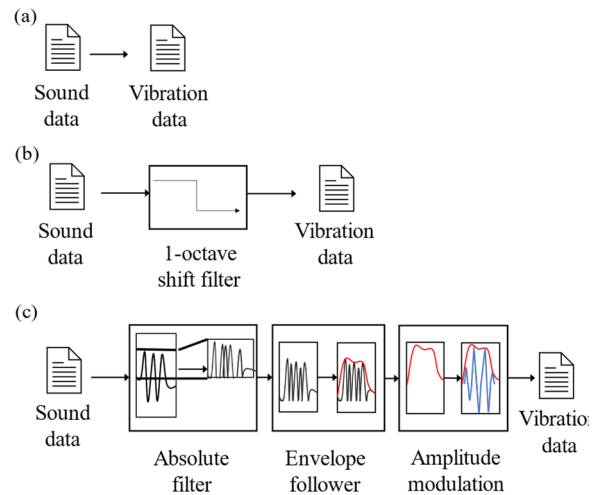 (a)
Sound
data
Vibration
data
(b)
Sound
data
1-octave
shift filter
Vibration
data
(c)
Sound
data
Absolute
filter
Envelope
follower
Amplitude
modulation
Vibration
data